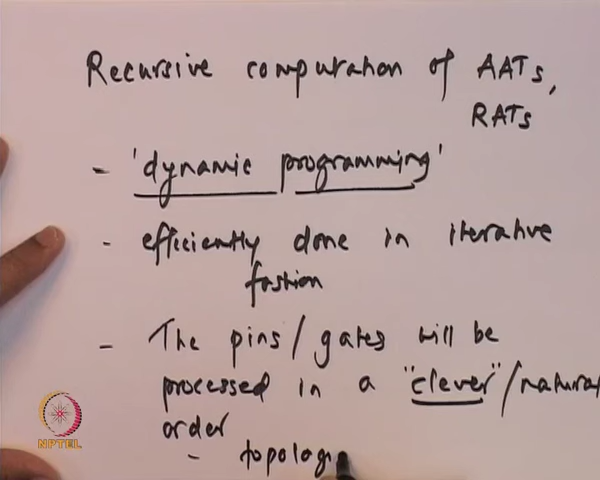 Recursive computation of AATs,
RATs
- 'dynamic programming'
- efficiently done in iterative
fashion
- The pins/gates will be
processed in a "clever"/natural
order
- topolog
NPTEL